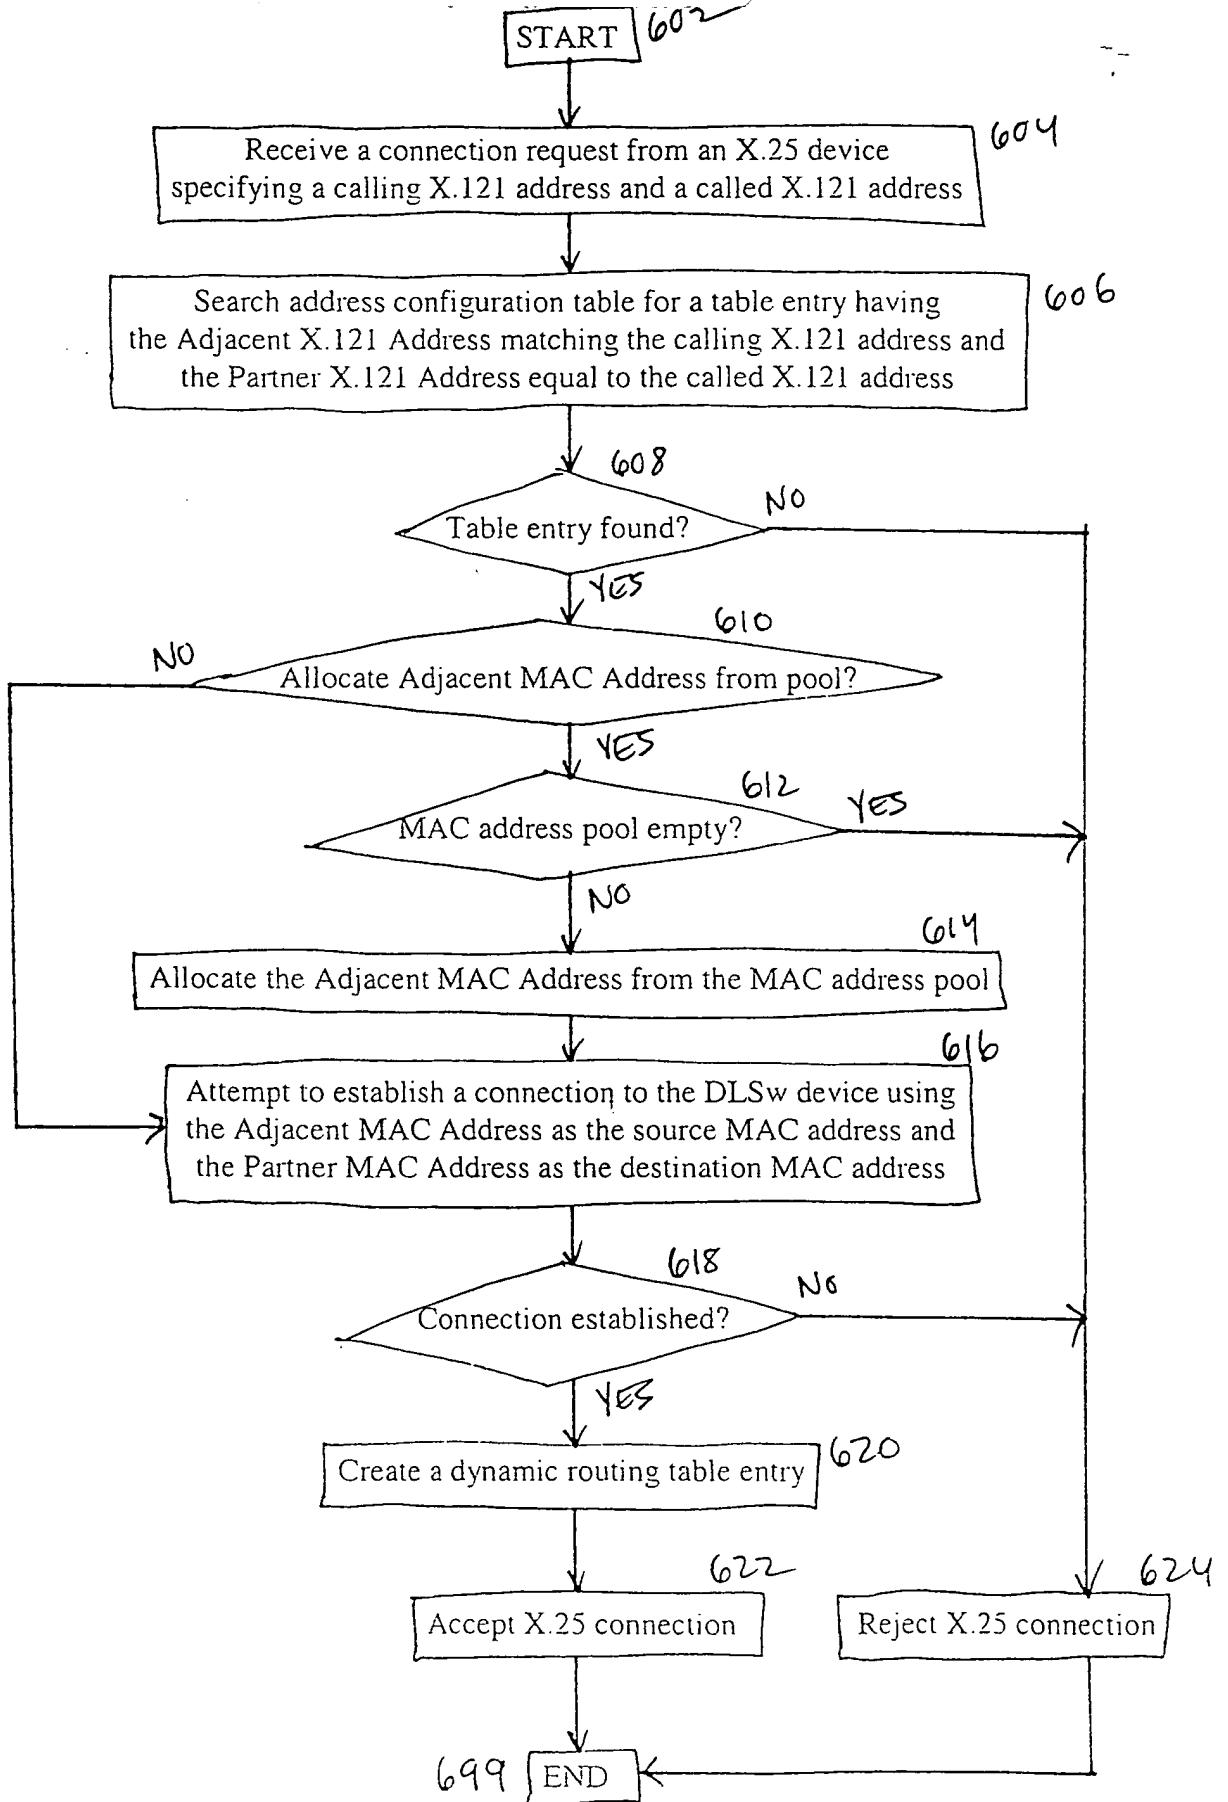 START 602
604
Receive a connection request from an X.25 device
specifying a calling X.121 address and a called X.121 address
606
Search address configuration table for a table entry having
the Adjacent X.121 Address matching the calling X.121 address and
the Partner X.121 Address equal to the called X.121 address
608
NO
Table entry found?
YES
610
NO
Allocate Adjacent MAC Address from pool?
YES
612
YES
MAC address pool empty?
NO
614
Allocate the Adjacent MAC Address from the MAC address pool
616
Attempt to establish a connection to the DLSw device using
the Adjacent MAC Address as the source MAC address and
the Partner MAC Address as the destination MAC address
618
NO
Connection established?
YES
620
Create a dynamic routing table entry
622
624
Accept X.25 connection
Reject X.25 connection
699 END